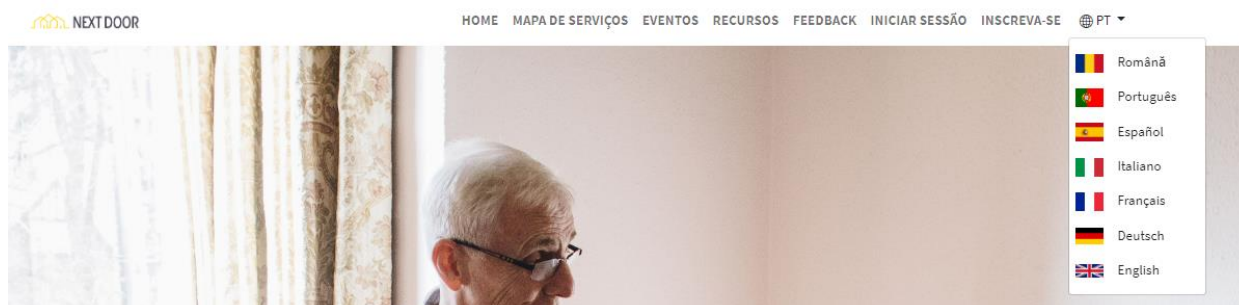 NEXT DOOR HOME MAPA DE SERVIÇOS EVENTOS RECURSOS FEEDBACK INICIAR SESSÃO INSCREVA-SE PT
Română
Português
Español
Italiano
Français
Deutsch
English